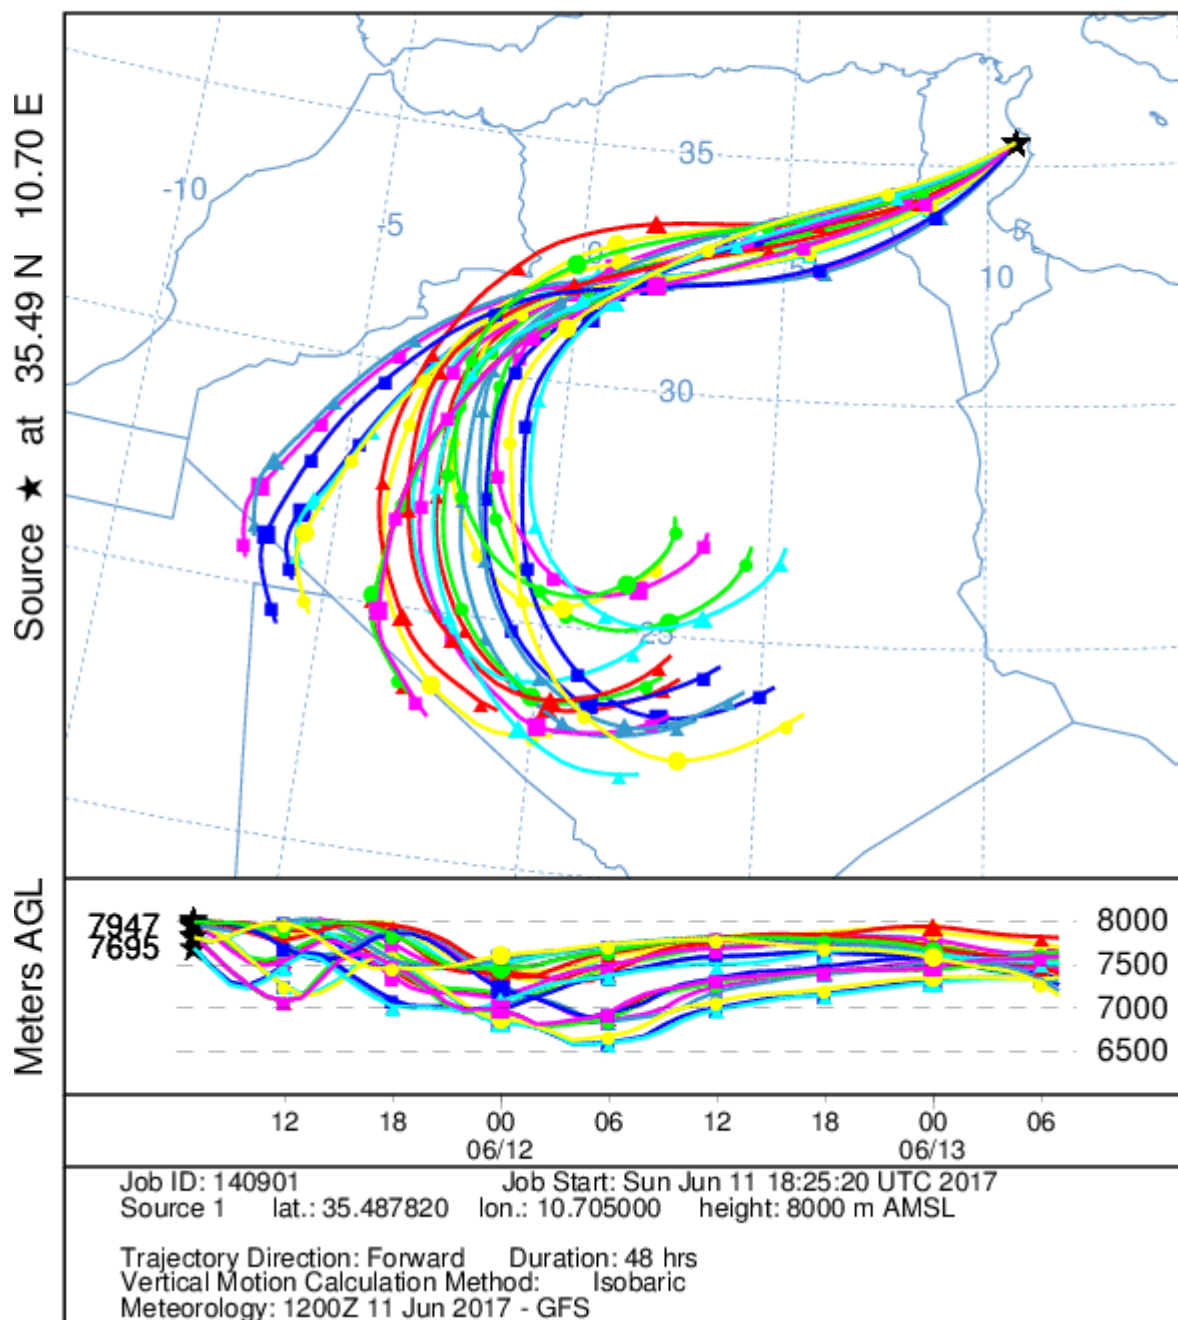 Source ★ at 35.49 N 10.70 E
35
-10
-5
0
5
10
30
25
Meters AGL
7947
7695
8000
7500
7000
6500
12 18 00 06 12 18 00 06
06/12 06/13
Job ID: 140901 Job Start: Sun Jun 11 18:25:20 UTC 2017
Source 1 lat.: 35.487820 lon.: 10.705000 height: 8000 m AMSL
Trajectory Direction: Forward Duration: 48 hrs
Vertical Motion Calculation Method: Isobaric
Meteorology: 1200Z 11 Jun 2017 - GFS